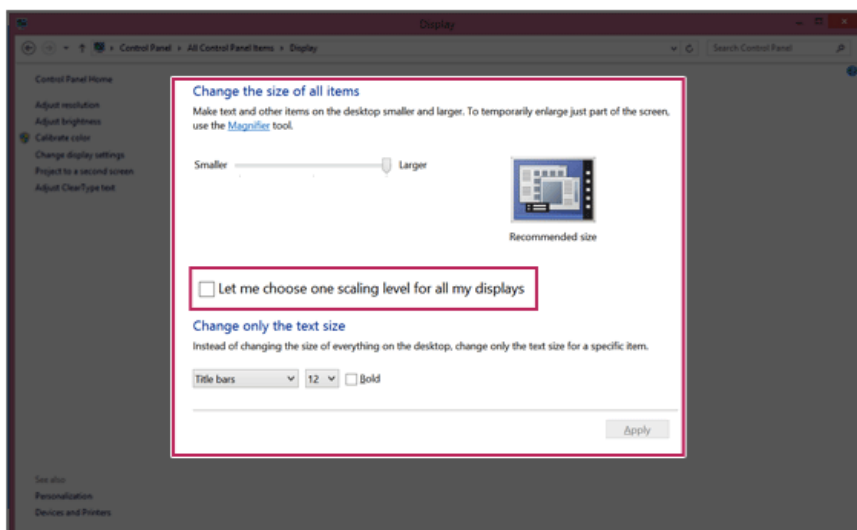 Display
Control Panel All Control Panel Items Display
Search Control Panel
Control Panel Home
Adjust resolution
Adjust brightness
Calibrate color
Change display settings
Project to a second screen
Adjust ClearType text
Change the size of all items
Make text and other items on the desktop smaller and larger. To temporarily enlarge just part of the screen,
use the Magnifier tool.
Smaller Larger
Recommended size
Let me choose one scaling level for all my displays
Change only the text size
Instead of changing the size of everything on the desktop, change only the text size for a specific item.
Title bars 12 Bold
Apply
See also
Personalization
Devices and Printers